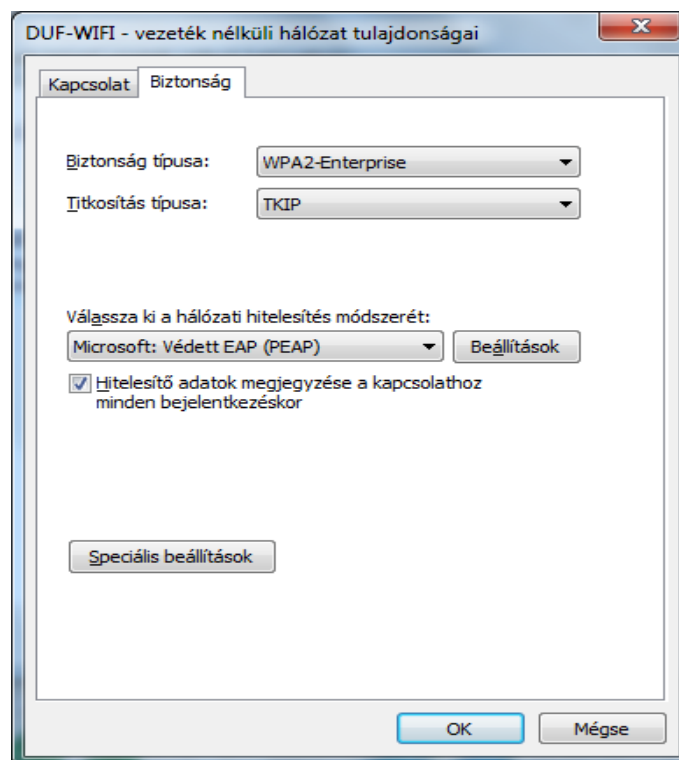 DUF-WIFI - vezeték nélküli hálózat tulajdonságai
Kapcsolat Biztonság
Biztonság típusa: WPA2-Enterprise
Titkosítás típusa: TKIP
Válassza ki a hálózati hitelesítés módszerét:
Microsoft: Védett EAP (PEAP) Beállítások
Hitelesítő adatok megjegyzése a kapcsolathoz
minden bejelentkezéskor
Speciális beállítások
OK Mégse